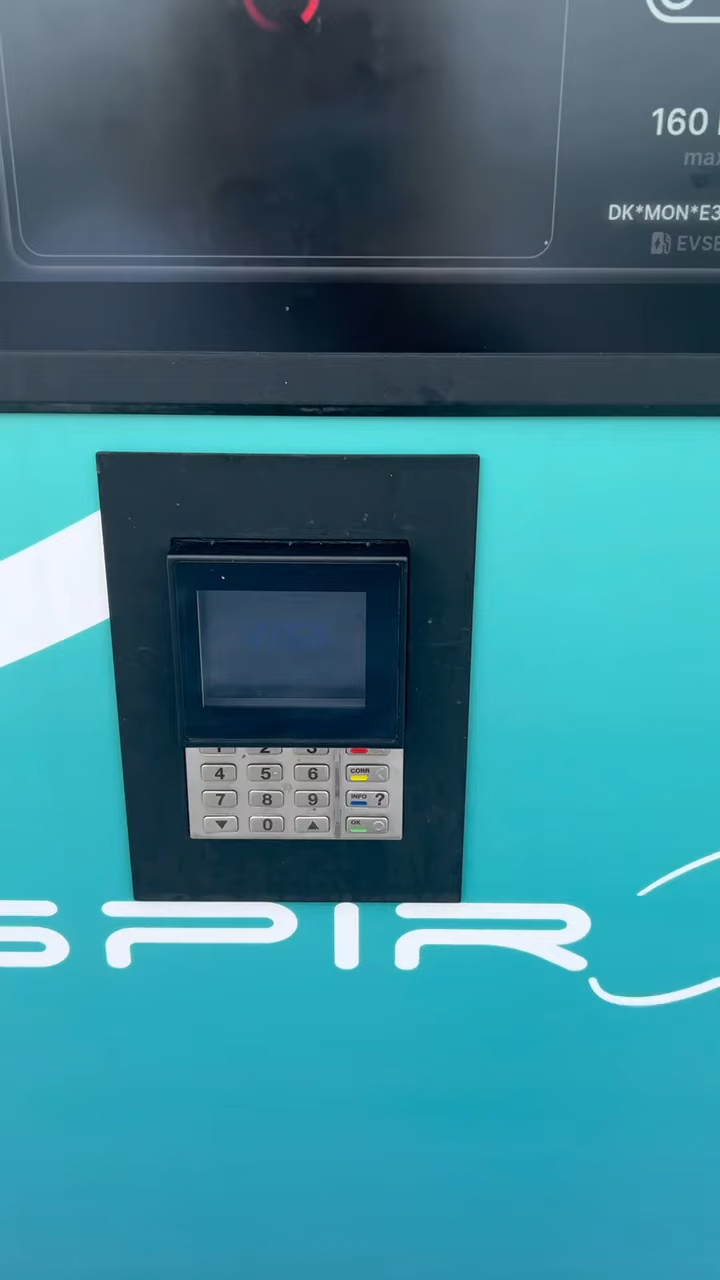 160
max
DK*MON*E3
EVSE
1 2 3
4 5 6 CORR
7 8 9 INFO ?
0 OK
SPIR